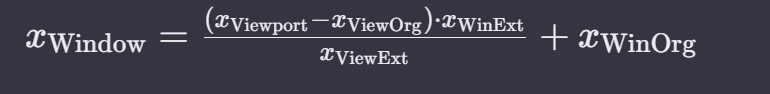 x_Window = (x_Viewport − x_ViewOrg) · x_WinExt / x_ViewExt + x_WinOrg